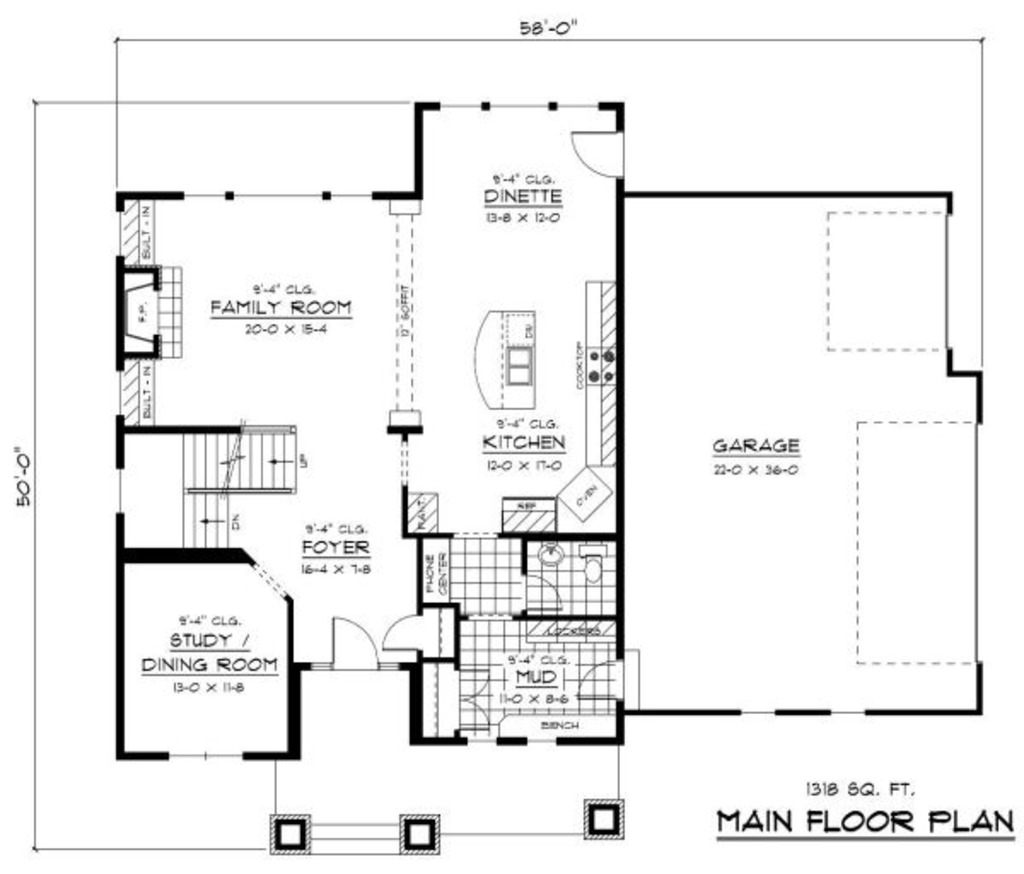 58'-0"
50'-0"
9'-4" CLG.
DINETTE
13-8 X 12-0
BUILT - IN
F.P.
BUILT - IN
9'-4" CLG.
FAMILY ROOM
20-0 X 15-4
12" SOFFIT
DW
COOKTOP
9'-4" CLG.
KITCHEN
12-0 X 17-0
GARAGE
22-0 X 36-0
UP
DN
OVEN
REF
PANT.
9'-4" CLG.
FOYER
16-4 X 7-8
PHONE
CENTER
9'-4" CLG.
STUDY /
DINING ROOM
13-0 X 11-8
LOCKERS
9'-4" CLG.
MUD
11-0 X 8-6
BENCH
1318 SQ. FT.
MAIN FLOOR PLAN